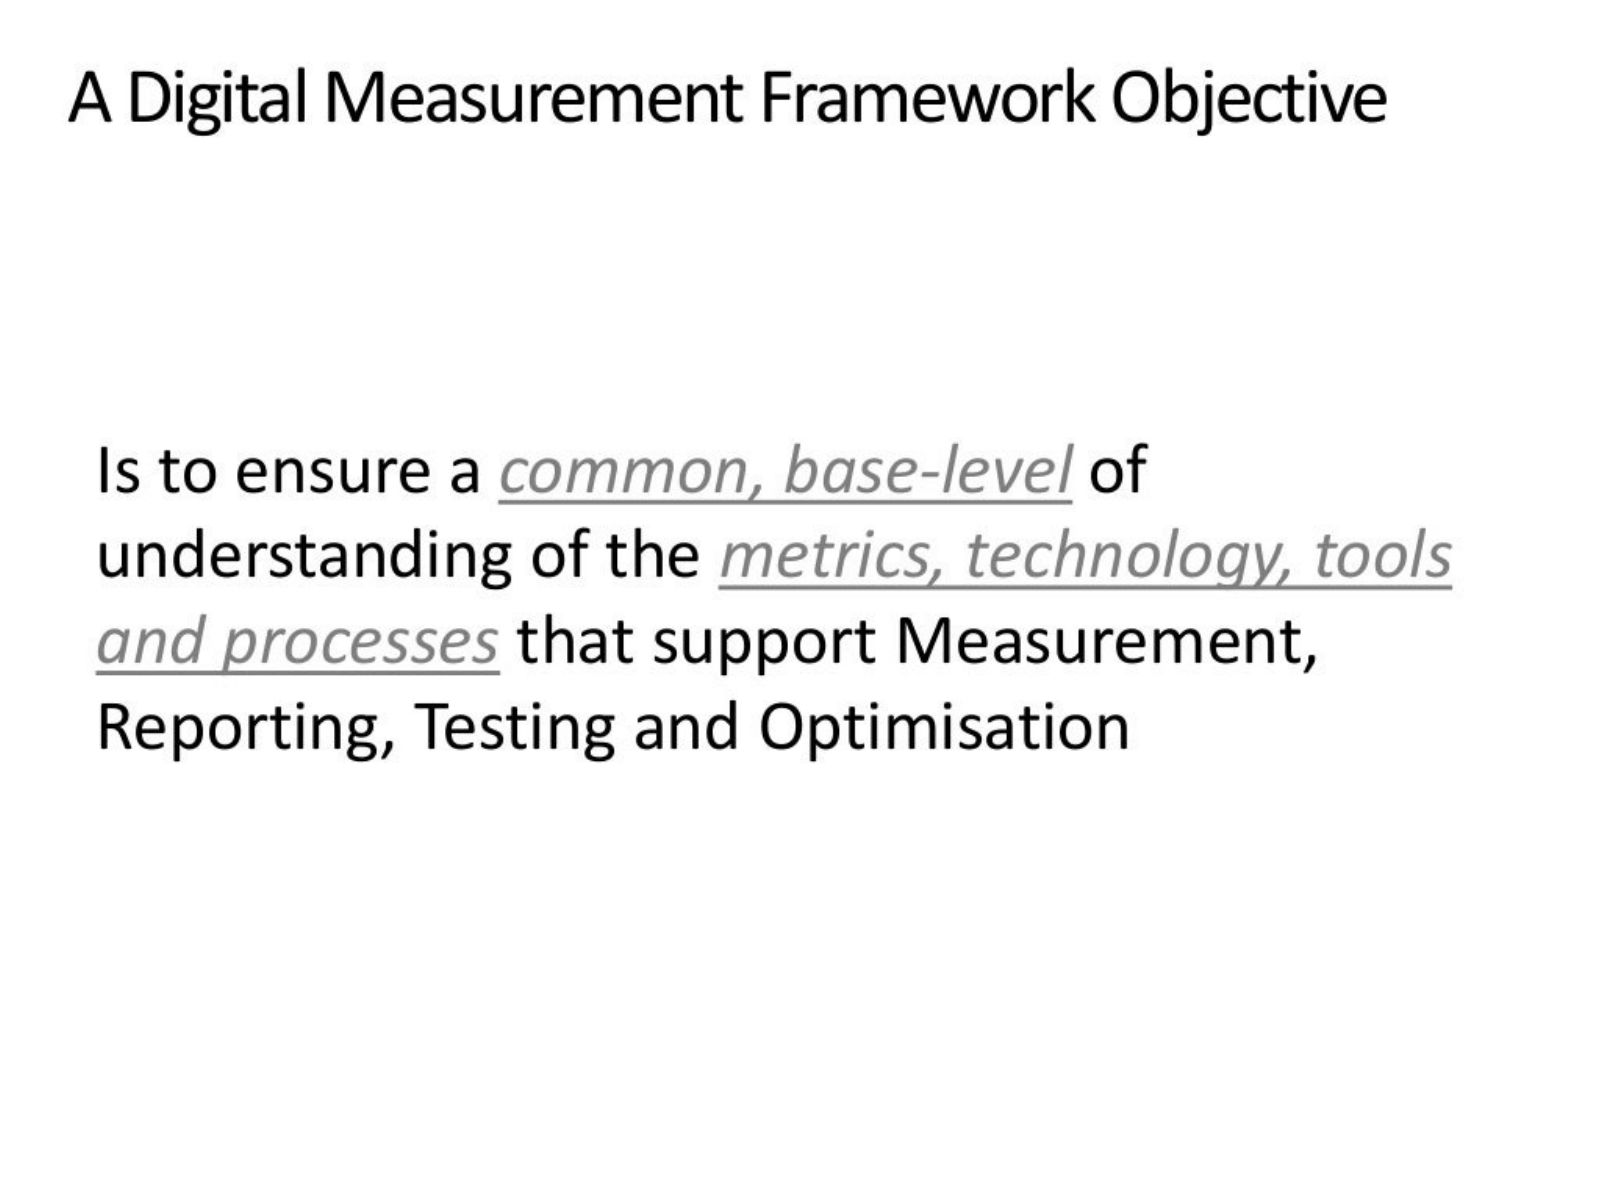 A Digital Measurement Framework Objective
Is to ensure a common, base-level of
understanding of the metrics, technology, tools
and processes that support Measurement,
Reporting, Testing and Optimisation